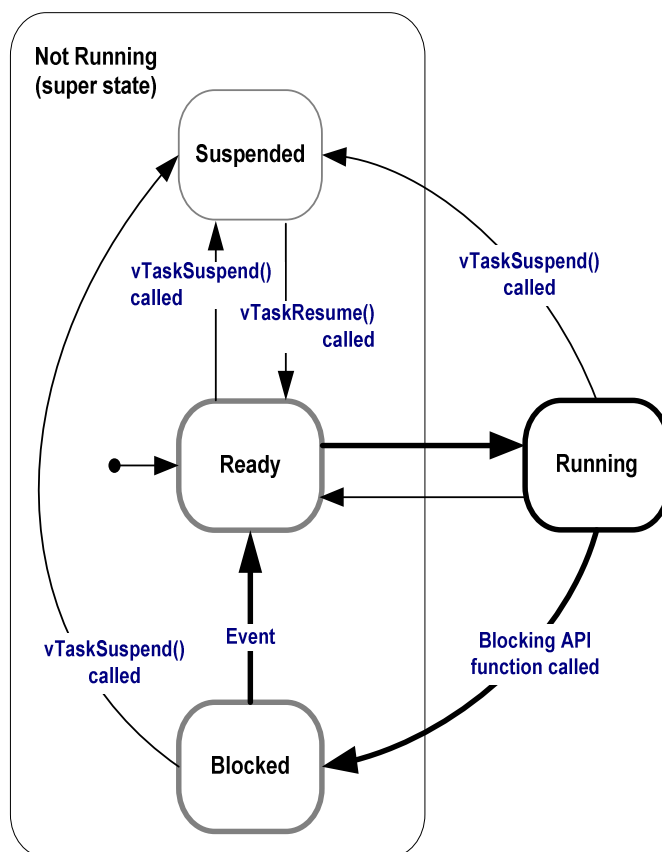 Not Running
(super state)
Suspended
vTaskSuspend()
called
vTaskResume()
called
vTaskSuspend()
called
Ready
Running
Event
vTaskSuspend()
called
Blocking API
function called
Blocked